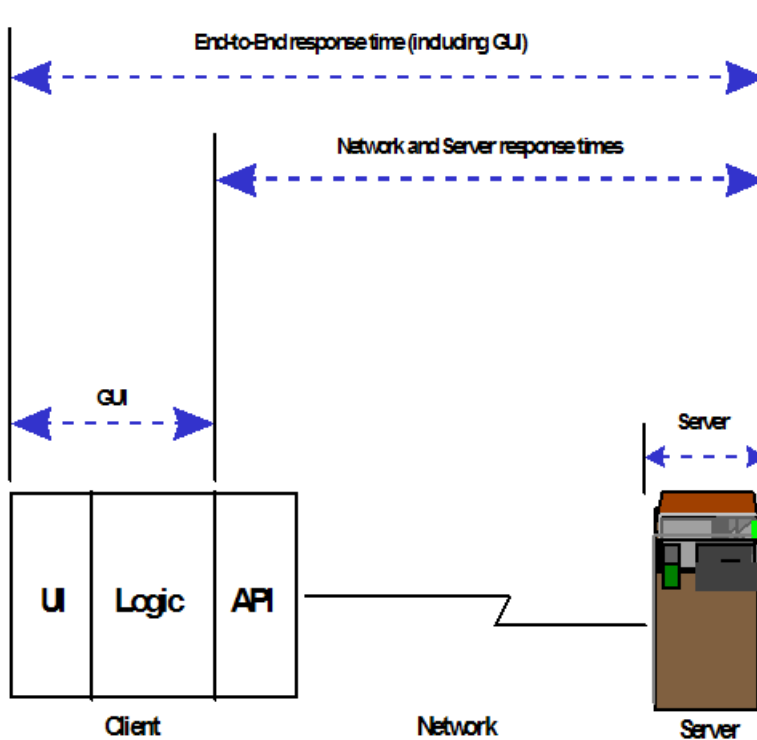 End-to-End response time (including GUI)
Network and Server response times
GUI
Server
UI
Logic
API
Client
Network
Server